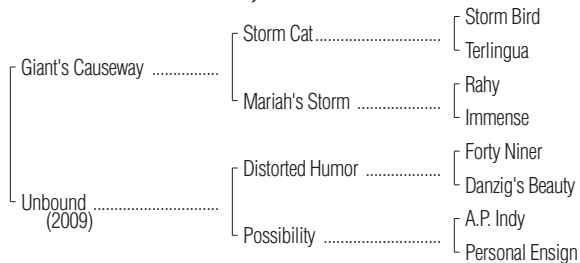 Storm Bird
Storm Cat
Terlingua
Giant's Causeway
Rahy
Mariah's Storm
Immense
Forty Niner
Distorted Humor
Danzig's Beauty
Unbound
(2009)
A.P. Indy
Possibility
Personal Ensign